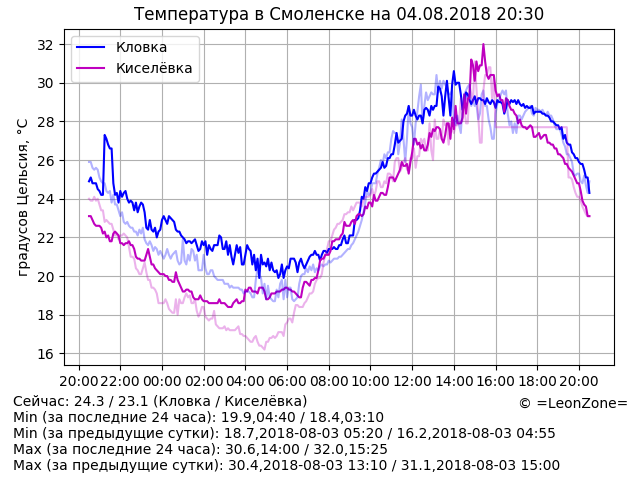 Температура в Смоленске на 04.08.2018 20:30
градусов Цельсия, °C
32
30
28
26
24
22
20
18
16
Кловка
Киселёвка
20:00 22:00 00:00 02:00 04:00 06:00 08:00 10:00 12:00 14:00 16:00 18:00 20:00
Сейчас: 24.3 / 23.1 (Кловка / Киселёвка)
© =LeonZone=
Min (за последние 24 часа): 19.9,04:40 / 18.4,03:10
Min (за предыдущие сутки): 18.7,2018-08-03 05:20 / 16.2,2018-08-03 04:55
Max (за последние 24 часа): 30.6,14:00 / 32.0,15:25
Max (за предыдущие сутки): 30.4,2018-08-03 13:10 / 31.1,2018-08-03 15:00